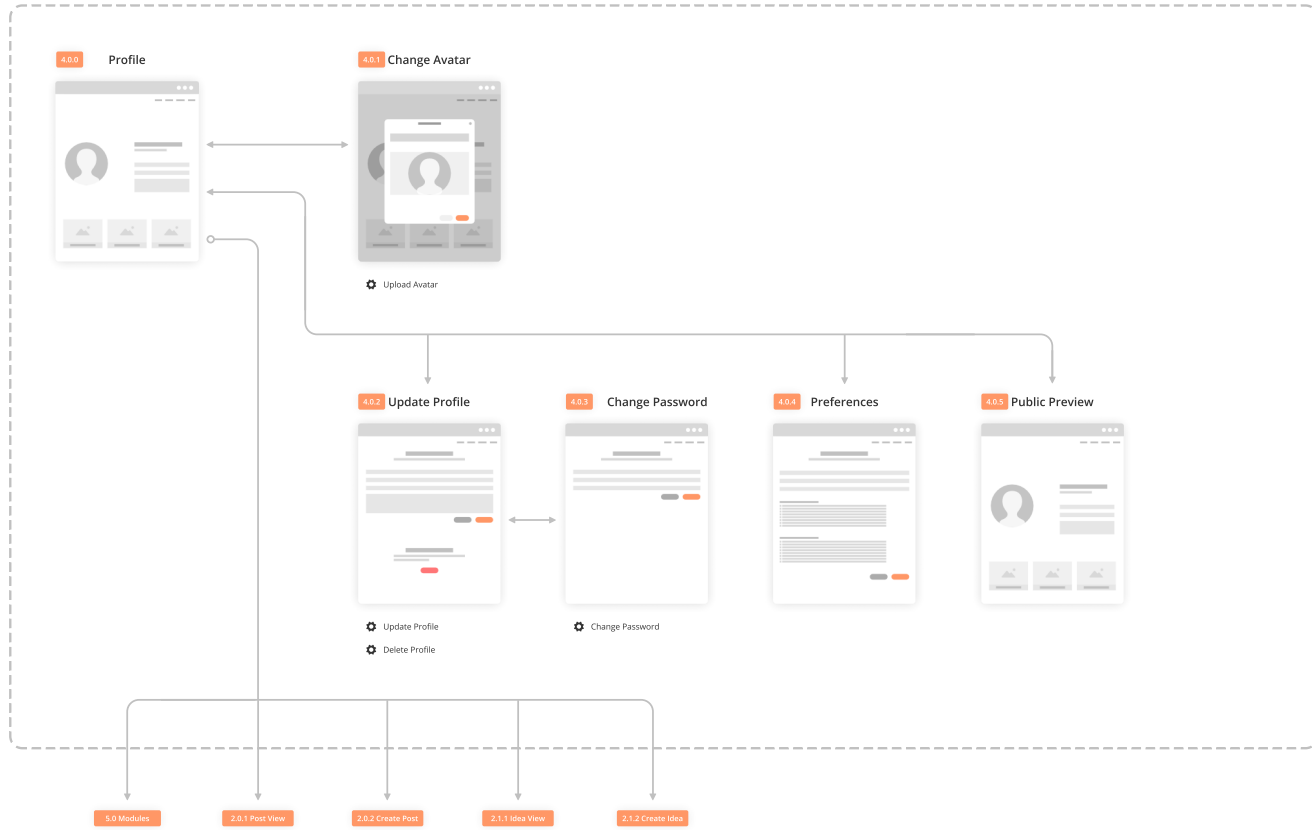 4.0.0 Profile
4.0.1 Change Avatar
Upload Avatar
4.0.2 Update Profile
4.0.3 Change Password
4.0.4 Preferences
4.0.5 Public Preview
Update Profile
Delete Profile
Change Password
5.0 Modules
2.0.1 Post View
2.0.2 Create Post
2.1.1 Idea View
2.1.2 Create Idea